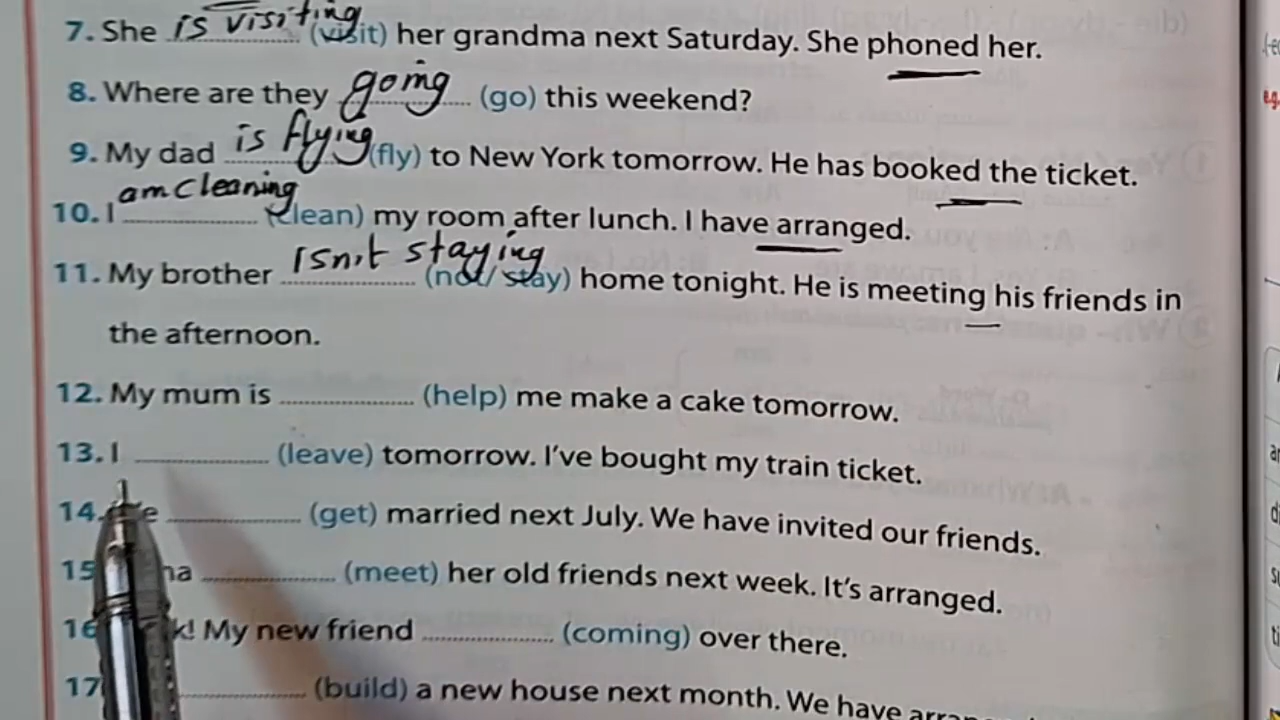 7. She is visiting (visit) her grandma next Saturday. She phoned her.
8. Where are they going (go) this weekend?
9. My dad is flying (fly) to New York tomorrow. He has booked the ticket.
10. I am cleaning (clean) my room after lunch. I have arranged.
11. My brother isn't staying (not/ stay) home tonight. He is meeting his friends in
the afternoon.
12. My mum is ............... (help) me make a cake tomorrow.
13. I ............... (leave) tomorrow. I've bought my train ticket.
14. ............... (get) married next July. We have invited our friends.
15 ............... (meet) her old friends next week. It's arranged.
16 My new friend ............... (coming) over there.
17 ............... (build) a new house next month. We have